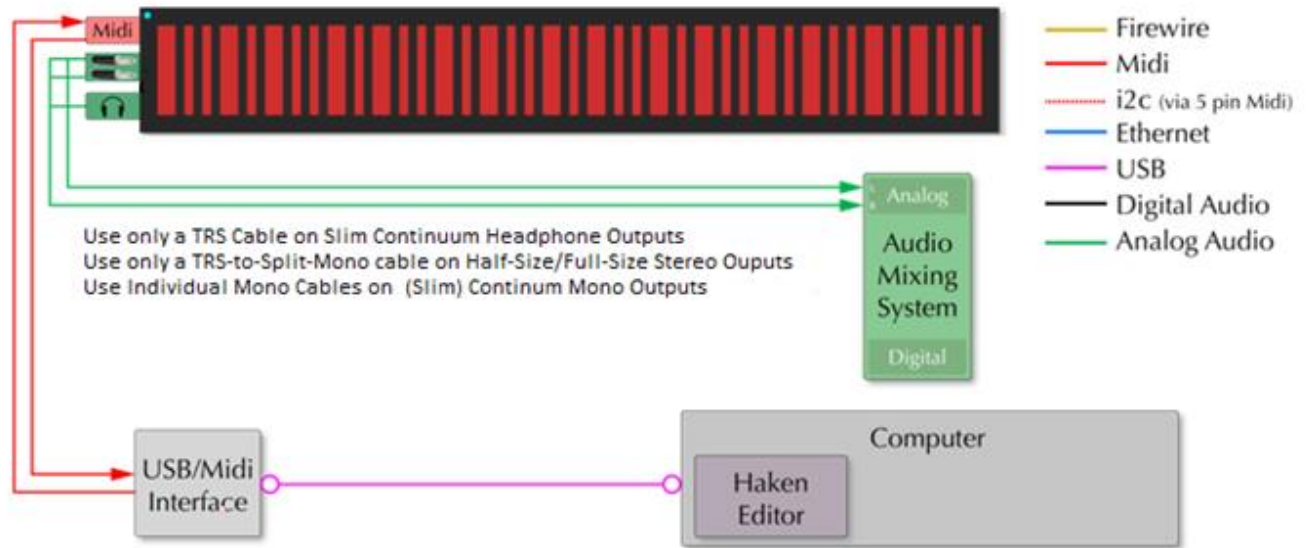 Midi
Firewire
Midi
i2c (via 5 pin Midi)
Ethernet
USB
Digital Audio
Analog Audio
Analog
Audio
Mixing
System
Digital
Use only a TRS Cable on Slim Continuum Headphone Outputs
Use only a TRS-to-Split-Mono cable on Half-Size/Full-Size Stereo Ouputs
Use Individual Mono Cables on (Slim) Continum Mono Outputs
USB/Midi
Interface
Computer
Haken
Editor